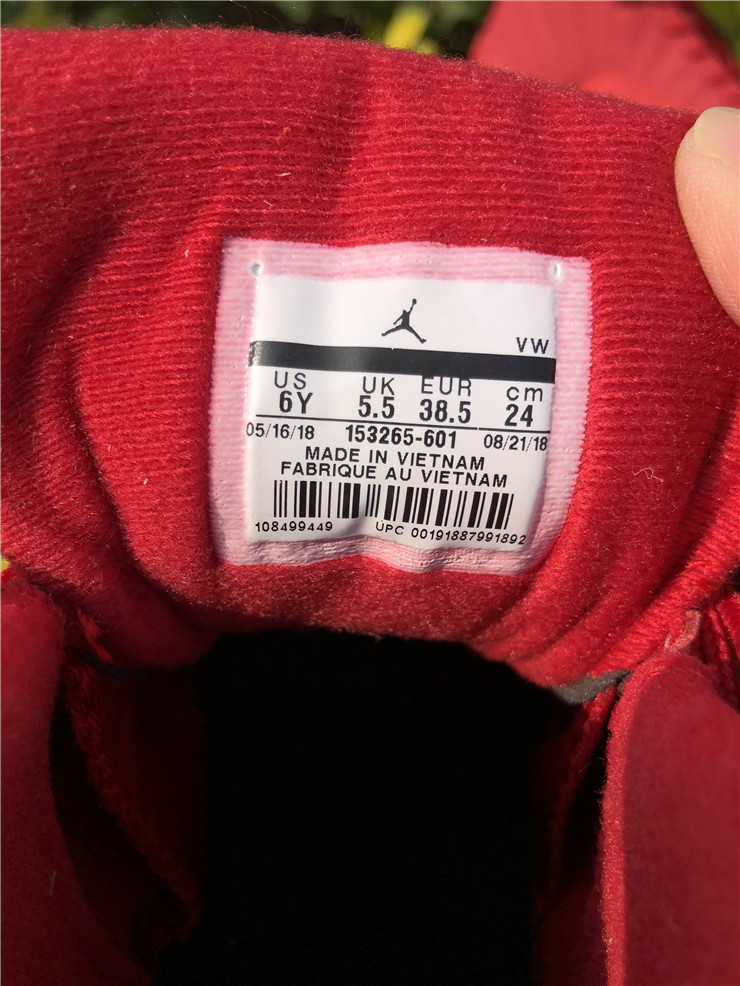 VW
US UK EUR cm
6Y 5.5 38.5 24
05/16/18 153265-601 08/21/18
MADE IN VIETNAM
FABRIQUE AU VIETNAM
108499449 UPC 00191887991892